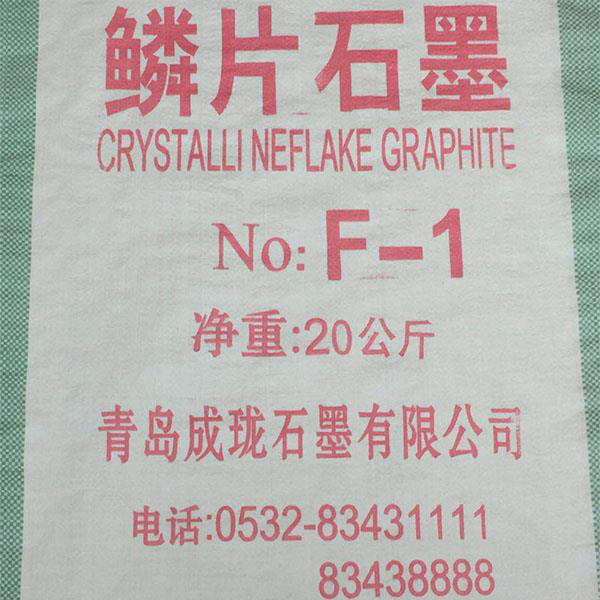 鳞片石墨
CRYSTALLI NEFLAKE GRAPHITE
No: F-1
净重:20公斤
青岛成珑石墨有限公司
电话:0532-83431111
83438888